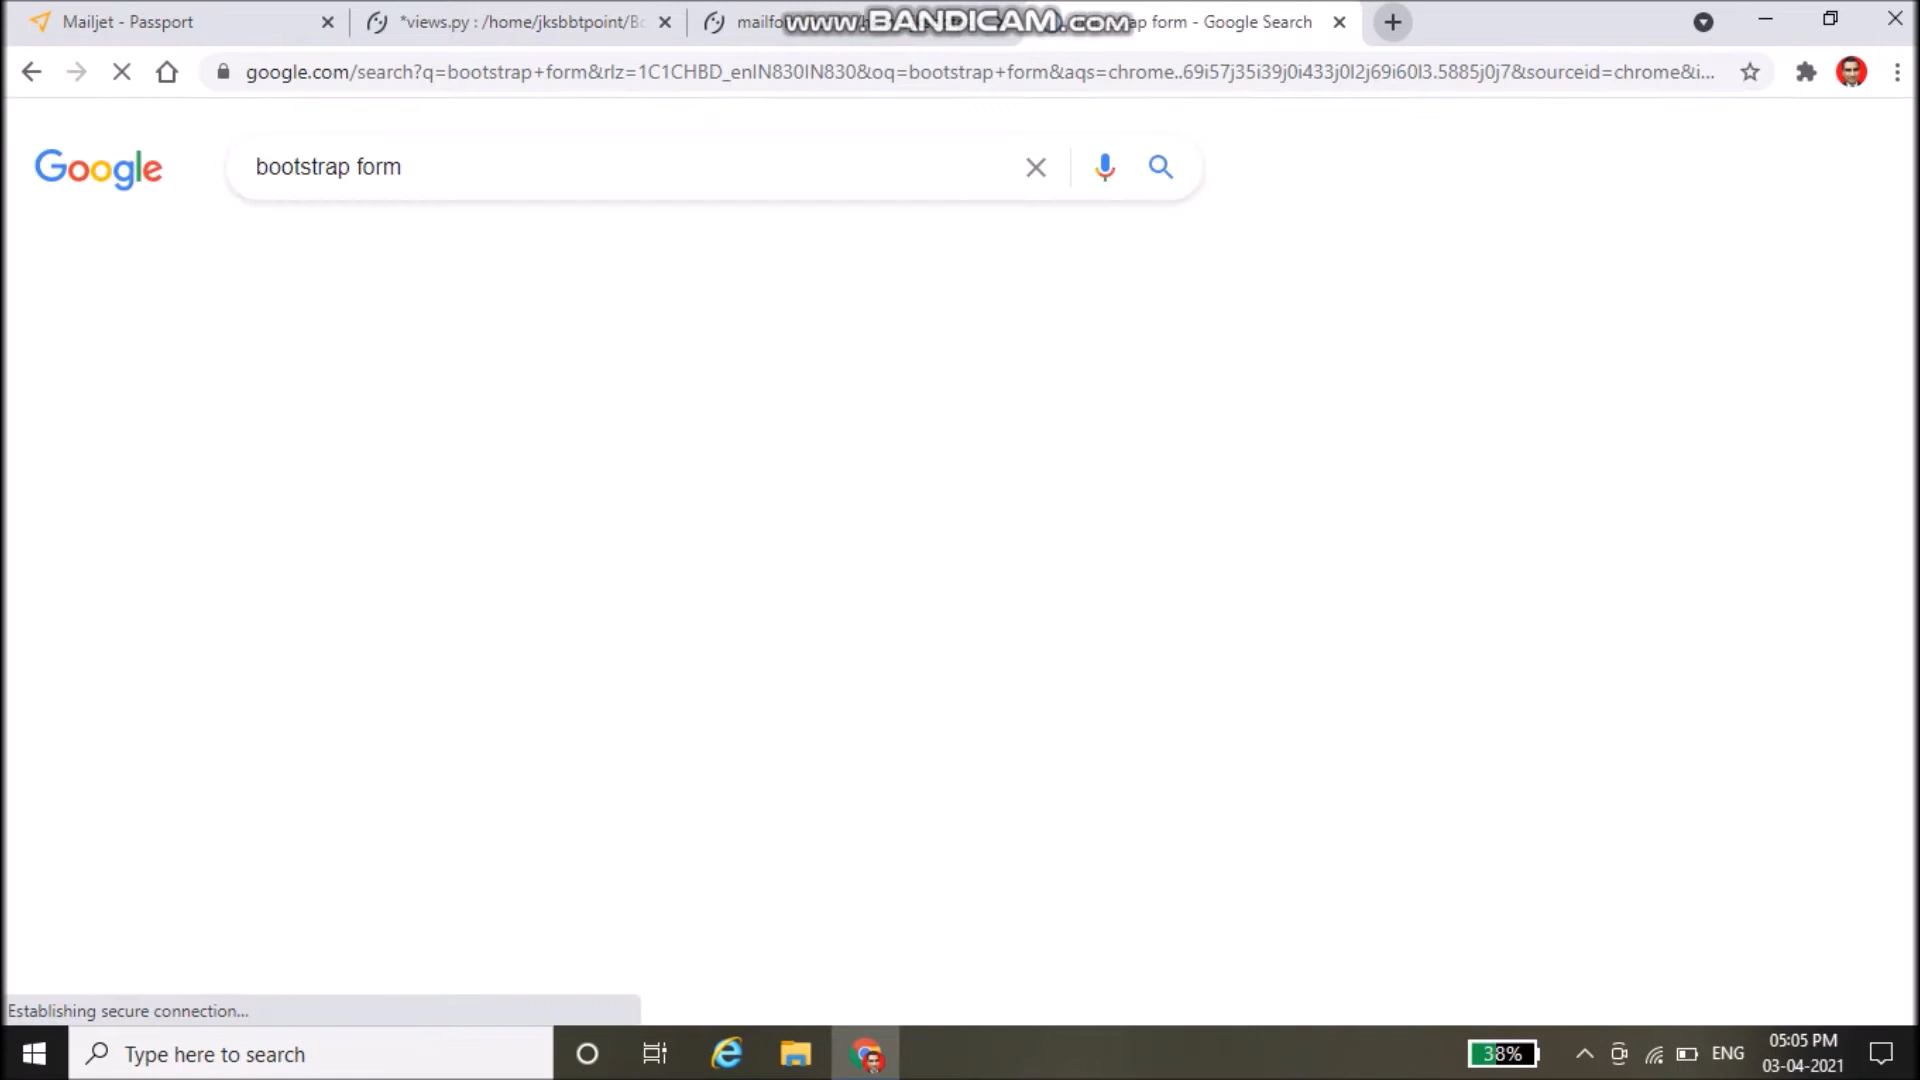 Mailjet - Passport
*views.py : /home/jksbbtpoint/Bo
mailfo
www.BANDICAM.com
ap form - Google Search
google.com/search?q=bootstrap+form&rlz=1C1CHBD_enIN830IN830&oq=bootstrap+form&aqs=chrome..69i57j35i39j0i433j0l2j69i60l3.5885j0j7&sourceid=chrome&i...
Google
bootstrap form
Establishing secure connection...
Type here to search
38%
ENG
05:05 PM
03-04-2021